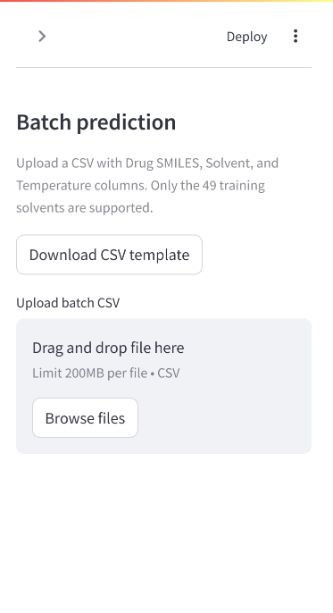 Deploy
Batch prediction
Upload a CSV with Drug SMILES, Solvent, and
Temperature columns. Only the 49 training
solvents are supported.
Download CSV template
Upload batch CSV
Drag and drop file here
Limit 200MB per file • CSV
Browse files